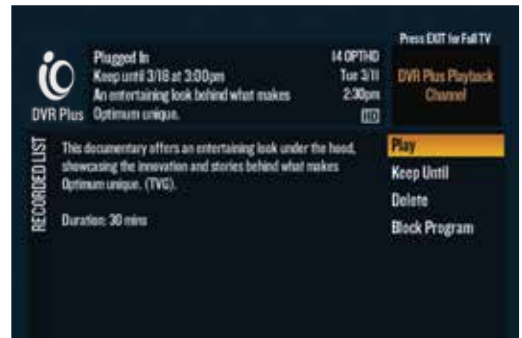 Press EXIT for Full TV
iO
DVR Plus
Plugged In
Keep until 3/18 at 3:00pm
An entertaining look behind what makes
Optimum unique.
14 OPTHD
Tue 3/11
2:30pm
HD
DVR Plus Playback
Channel
RECORDED LIST
This documentary offers an entertaining look under the hood,
showcasing the innovation and stories behind what makes
Optimum unique. (TVG).
Duration: 30 mins
Play
Keep Until
Delete
Block Program